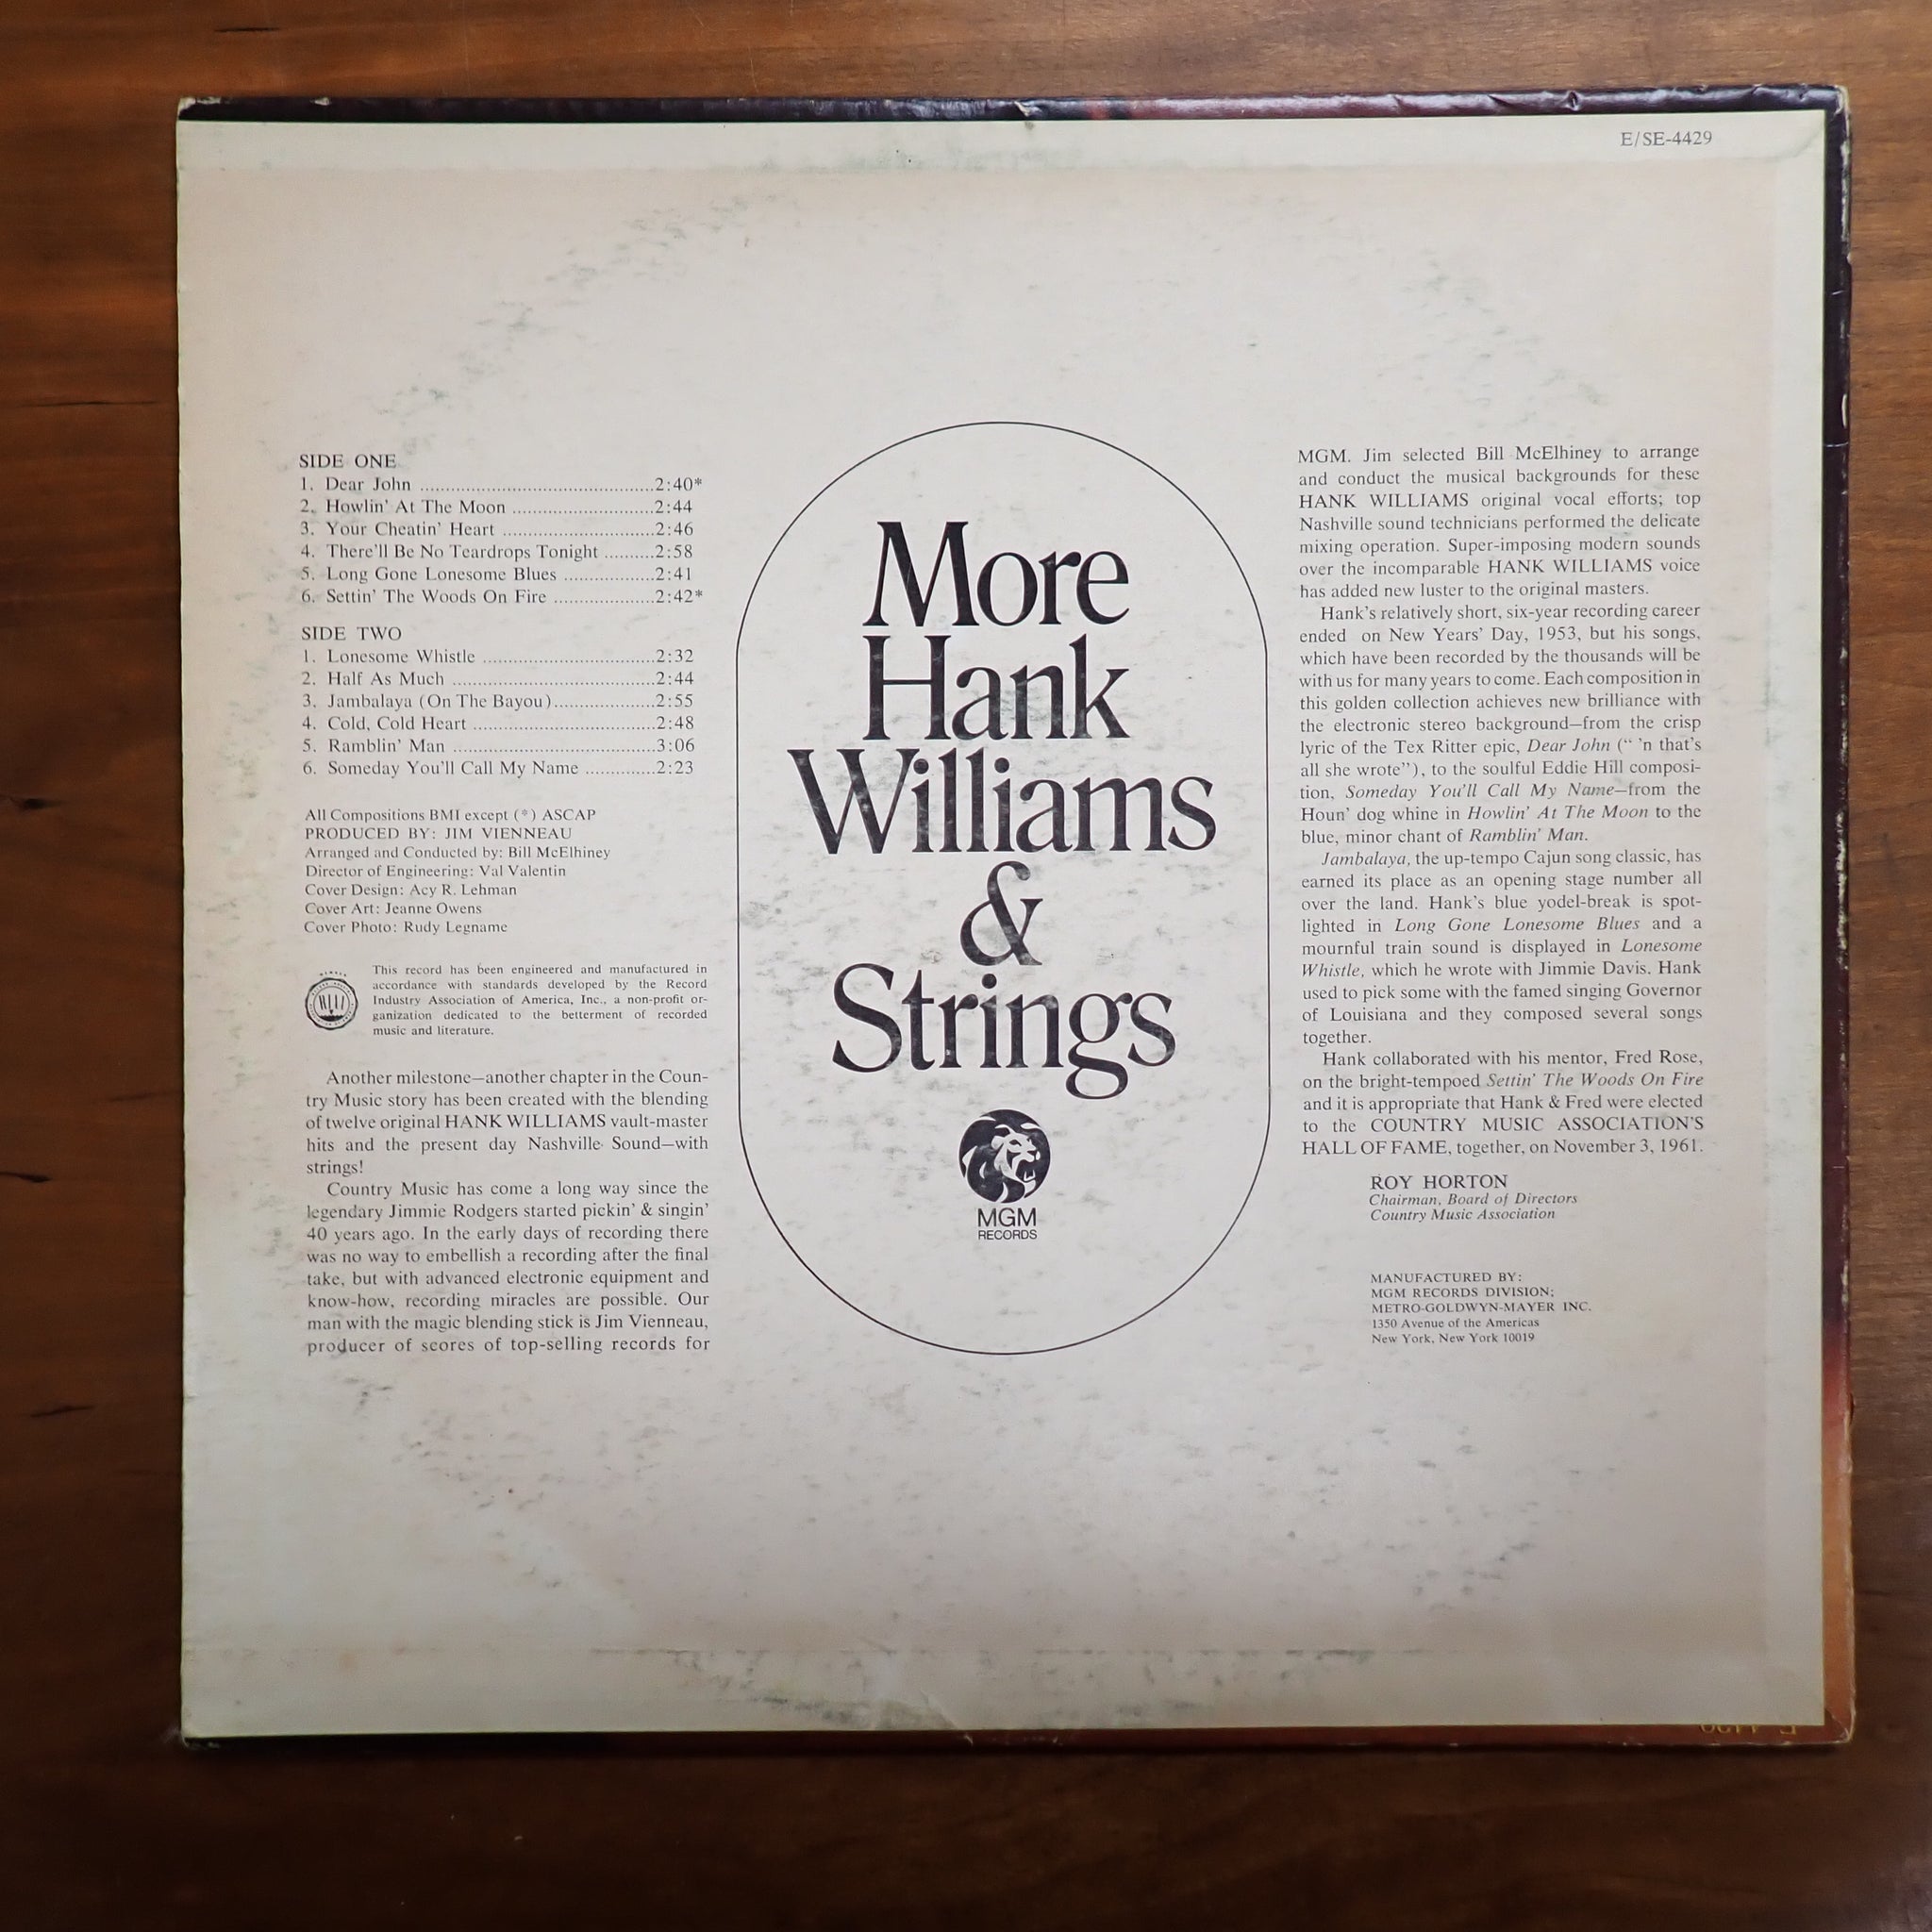 E/SE-4429
SIDE ONE
1. Dear John ..............................................2:40*
2. Howlin' At The Moon ............................2:44
3. Your Cheatin' Heart ..............................2:46
4. There'll Be No Teardrops Tonight ..........2:58
5. Long Gone Lonesome Blues ..................2:41
6. Settin' The Woods On Fire ....................2:42*
SIDE TWO
1. Lonesome Whistle ..................................2:32
2. Half As Much ........................................2:44
3. Jambalaya (On The Bayou)....................2:55
4. Cold, Cold Heart ....................................2:48
5. Ramblin' Man ........................................3:06
6. Someday You'll Call My Name ..............2:23
All Compositions BMI except (*) ASCAP
PRODUCED BY: JIM VIENNEAU
Arranged and Conducted by: Bill McElhiney
Director of Engineering: Val Valentin
Cover Design: Acy R. Lehman
Cover Art: Jeanne Owens
Cover Photo: Rudy Legname
This record has been engineered and manufactured in
accordance with standards developed by the Record
Industry Association of America, Inc., a non-profit or-
ganization dedicated to the betterment of recorded
music and literature.
Another milestone—another chapter in the Coun-
try Music story has been created with the blending
of twelve original HANK WILLIAMS vault-master
hits and the present day Nashville Sound—with
strings!
Country Music has come a long way since the
legendary Jimmie Rodgers started pickin' & singin'
40 years ago. In the early days of recording there
was no way to embellish a recording after the final
take, but with advanced electronic equipment and
know-how, recording miracles are possible. Our
man with the magic blending stick is Jim Vienneau,
producer of scores of top-selling records for
More
Hank
Williams
&
Strings
MGM
RECORDS
MGM. Jim selected Bill McElhiney to arrange
and conduct the musical backgrounds for these
HANK WILLIAMS original vocal efforts; top
Nashville sound technicians performed the delicate
mixing operation. Super-imposing modern sounds
over the incomparable HANK WILLIAMS voice
has added new luster to the original masters.
Hank's relatively short, six-year recording career
ended on New Years' Day, 1953, but his songs,
which have been recorded by the thousands will be
with us for many years to come. Each composition in
this golden collection achieves new brilliance with
the electronic stereo background—from the crisp
lyric of the Tex Ritter epic, Dear John (“ 'n that's
all she wrote”), to the soulful Eddie Hill composi-
tion, Someday You'll Call My Name—from the
Houn' dog whine in Howlin' At The Moon to the
blue, minor chant of Ramblin' Man.
Jambalaya, the up-tempo Cajun song classic, has
earned its place as an opening stage number all
over the land. Hank's blue yodel-break is spot-
lighted in Long Gone Lonesome Blues and a
mournful train sound is displayed in Lonesome
Whistle, which he wrote with Jimmie Davis. Hank
used to pick some with the famed singing Governor
of Louisiana and they composed several songs
together.
Hank collaborated with his mentor, Fred Rose,
on the bright-tempoed Settin' The Woods On Fire
and it is appropriate that Hank & Fred were elected
to the COUNTRY MUSIC ASSOCIATION'S
HALL OF FAME, together, on November 3, 1961.
ROY HORTON
Chairman, Board of Directors
Country Music Association
MANUFACTURED BY:
MGM RECORDS DIVISION;
METRO-GOLDWYN-MAYER INC.
1350 Avenue of the Americas
New York, New York 10019